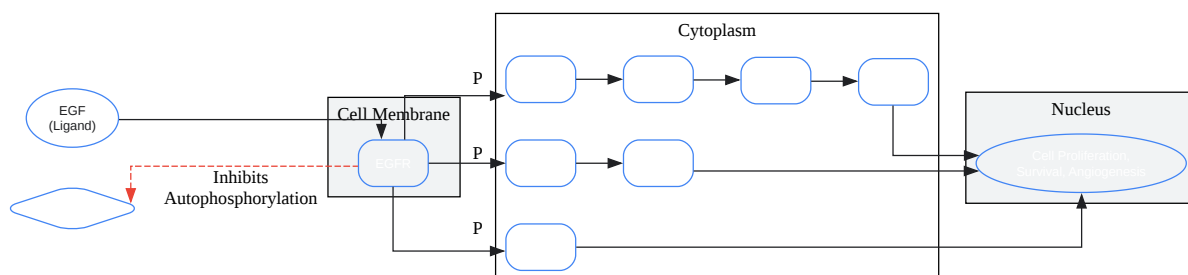 Cytoplasm
P
EGF
(Ligand)
Cell Membrane
Nucleus
P
EGFR
Cell Proliferation
Survival, Angiogenesis
Inhibits
Autophosphorylation
P